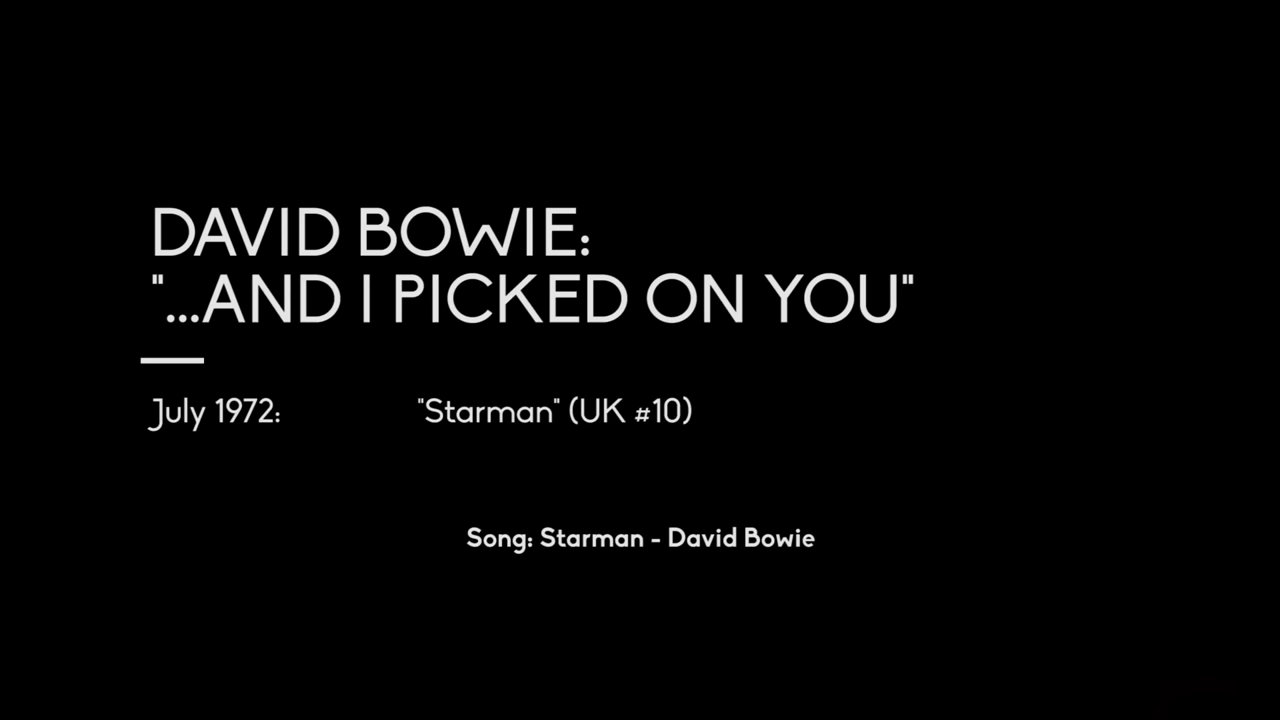 DAVID BOWIE:
"...AND I PICKED ON YOU"
July 1972: "Starman" (UK #10)
Song: Starman - David Bowie